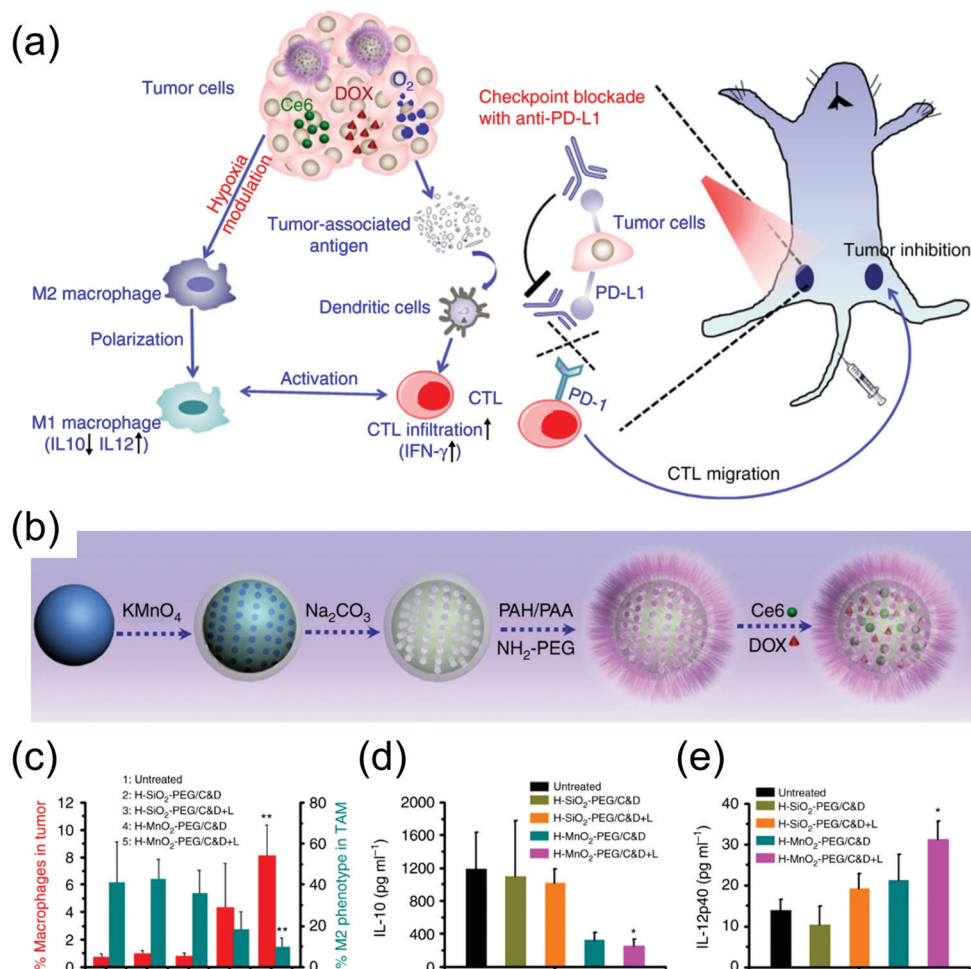 (a)
Tumor cells
Ce6
DOX
O2
Hypoxia
modulation
Tumor-associated
antigen
M2 macrophage
Dendritic cells
Polarization
Activation
CTL
M1 macrophage
(IL10↓ IL12↑)
CTL infiltration↑
(IFN-γ↑)
Checkpoint blockade
with anti-PD-L1
Tumor cells
PD-L1
PD-1
Tumor inhibition
CTL migration
(b)
KMnO4
Na2CO3
PAH/PAA
NH2-PEG
Ce6
DOX
(c)
1: Untreated
2: H-SiO2-PEG/C&D
3: H-SiO2-PEG/C&D+L
4: H-MnO2-PEG/C&D
5: H-MnO2-PEG/C&D+L
% Macrophages in tumor
12
10
8
6
4
2
0
**
**
80
60
40
20
0
% M2 phenotype in TAM
(d)
Untreated
H-SiO2-PEG/C&D
H-SiO2-PEG/C&D+L
H-MnO2-PEG/C&D
H-MnO2-PEG/C&D+L
IL-10 (pg ml−1)
2000
1600
1200
800
400
0
*
(e)
Untreated
H-SiO2-PEG/C&D
H-SiO2-PEG/C&D+L
H-MnO2-PEG/C&D
H-MnO2-PEG/C&D+L
IL-12p40 (pg ml−1)
40
30
20
10
0
*